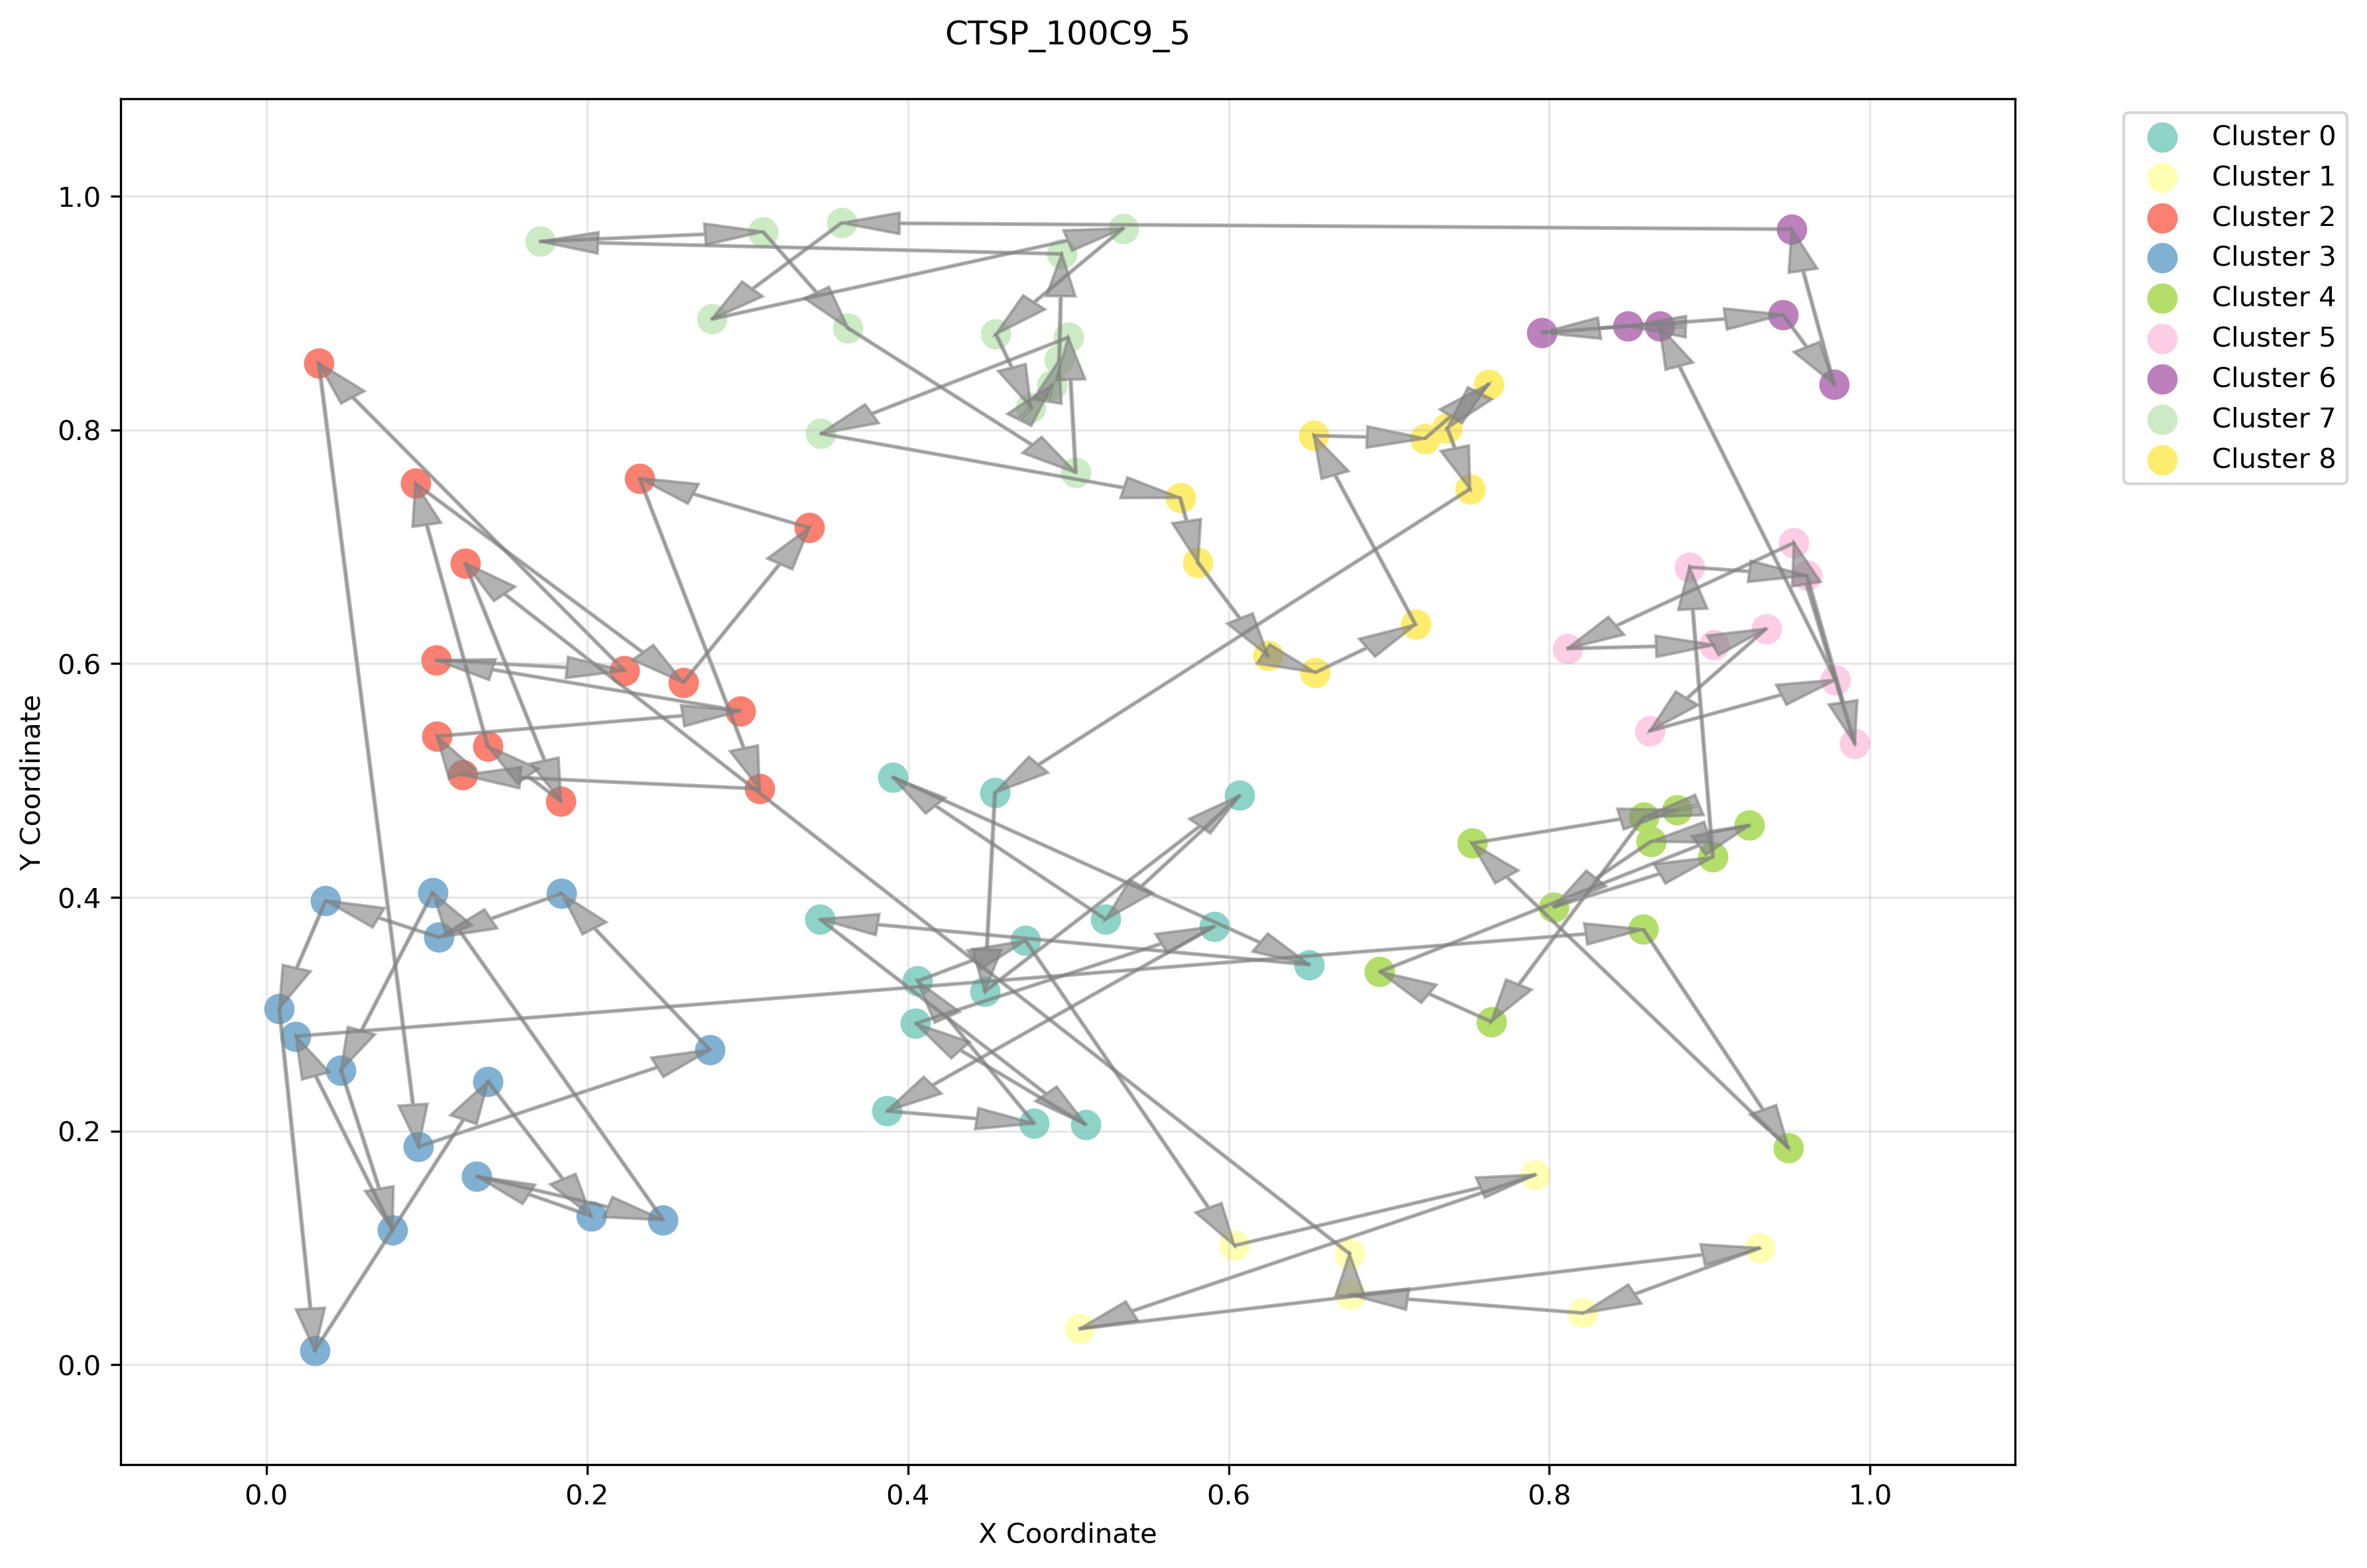 CTSP_100C9_5
Y Coordinate
1.0
0.8
0.6
0.4
0.2
0.0
0.0 0.2 0.4 0.6 0.8 1.0
X Coordinate
Cluster 0
Cluster 1
Cluster 2
Cluster 3
Cluster 4
Cluster 5
Cluster 6
Cluster 7
Cluster 8